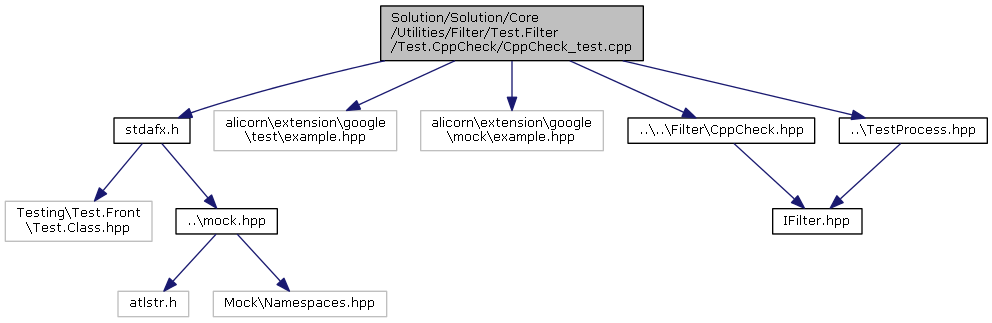 Solution/Solution/Core
/Utilities/Filter/Test.Filter
/Test.CppCheck/CppCheck_test.cpp
stdafx.h
alicorn\extension\google
\test\example.hpp
alicorn\extension\google
\mock\example.hpp
..\..\Filter\CppCheck.hpp
..\TestProcess.hpp
Testing\Test.Front
\Test.Class.hpp
..\mock.hpp
IFilter.hpp
atlstr.h
Mock\Namespaces.hpp